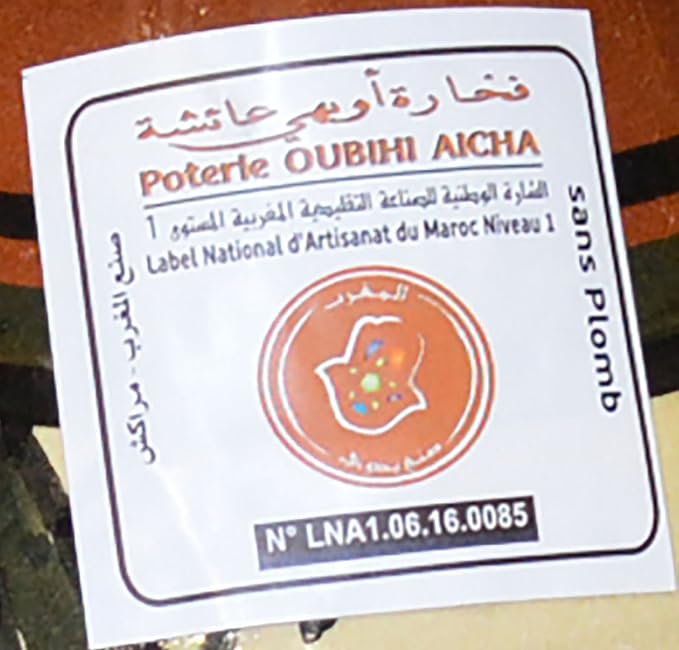 فخارة أوبهي عائشة
Poterie OUBIHI AICHA
الشارة الوطنية للصناعة التقليدية المغربية المستوى 1
Label National d'Artisanat du Maroc Niveau 1
صنع المغرب - مراكش
sans Plomb
المغرب
N° LNA1.06.16.0085